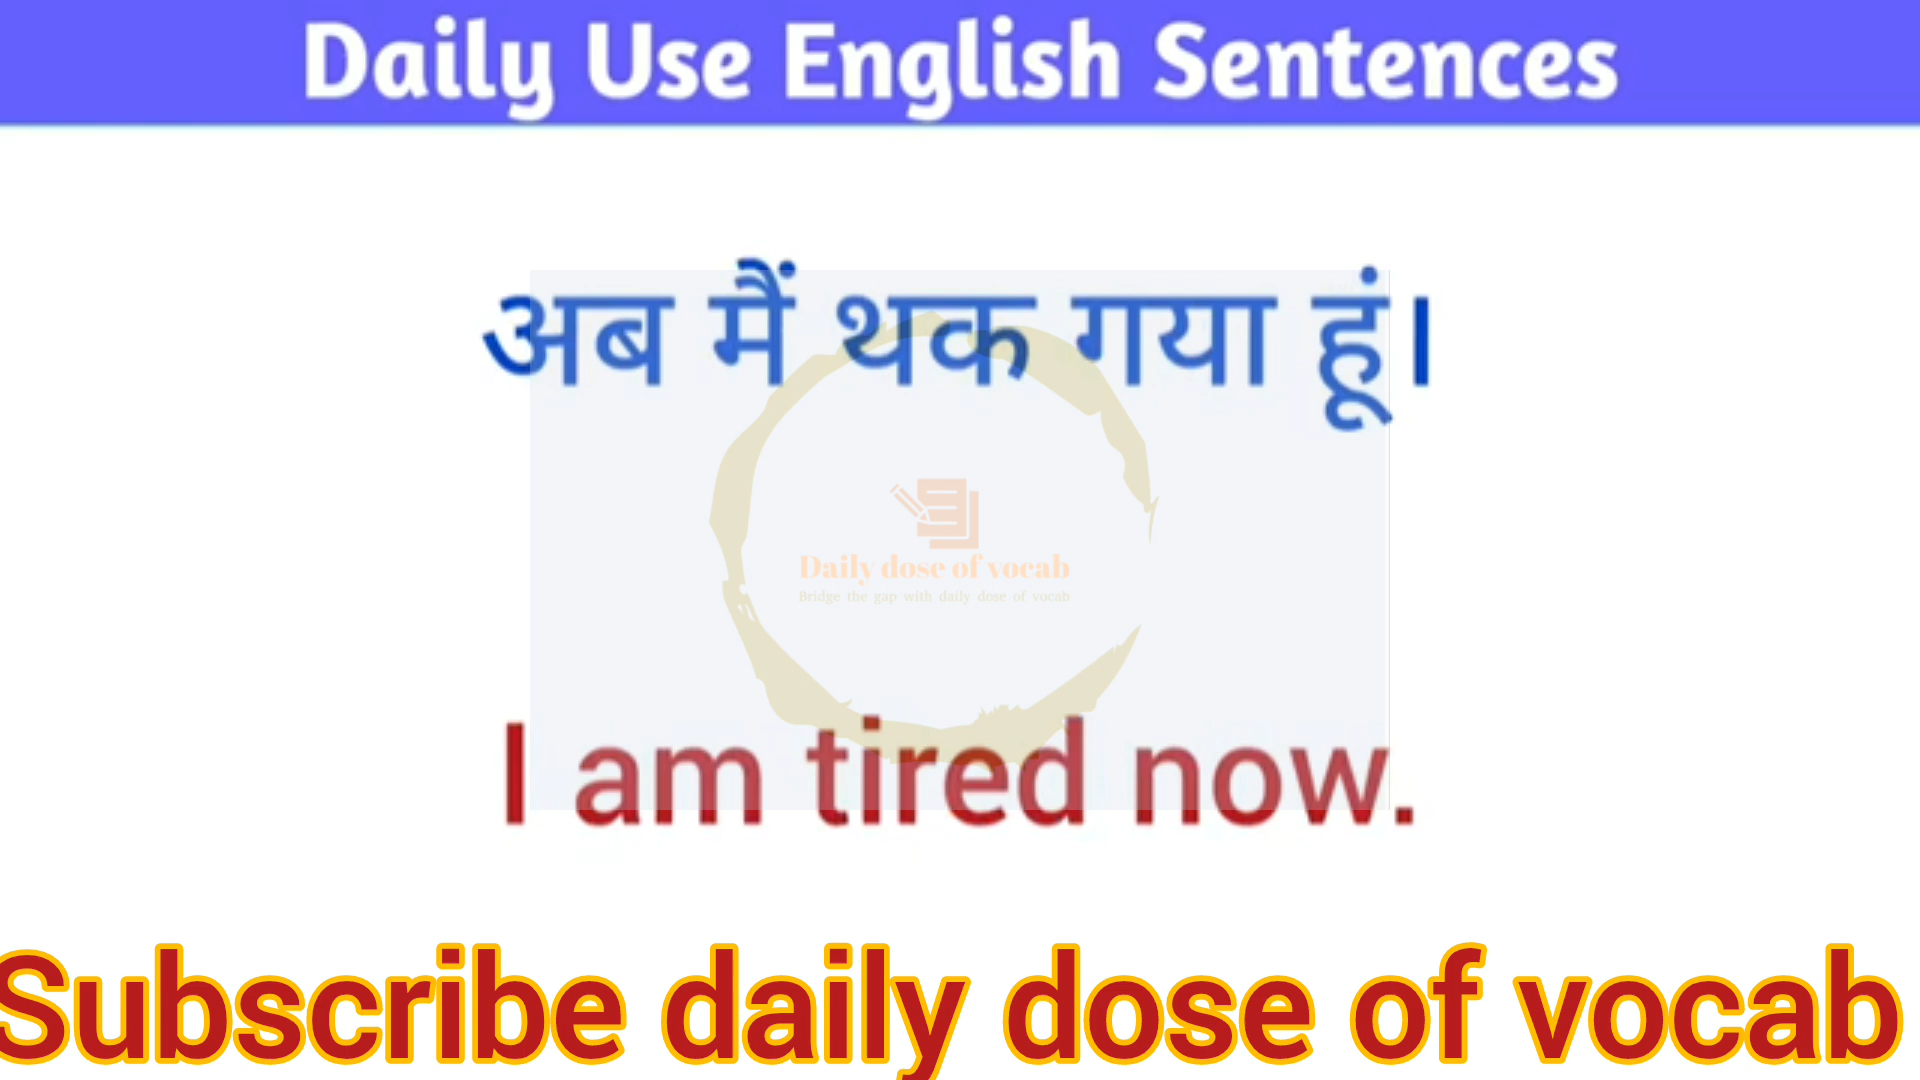 Daily Use English Sentences
अब मैं थक गया हूं।
Daily dose of vocab
Bridge the gap with daily dose of vocab
I am tired now.
Subscribe daily dose of vocab